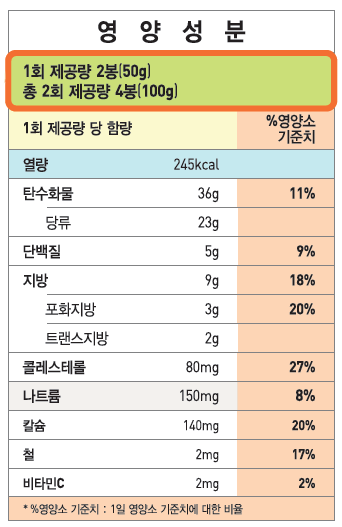 영 양 성 분
1회 제공량 2봉(50g)
총 2회 제공량 4봉(100g)
1회 제공량 당 함량 %영양소 기준치
열량 245kcal
탄수화물 36g 11%
당류 23g
단백질 5g 9%
지방 9g 18%
포화지방 3g 20%
트랜스지방 2g
콜레스테롤 80mg 27%
나트륨 150mg 8%
칼슘 140mg 20%
철 2mg 17%
비타민C 2mg 2%
* %영양소 기준치 : 1일 영양소 기준치에 대한 비율